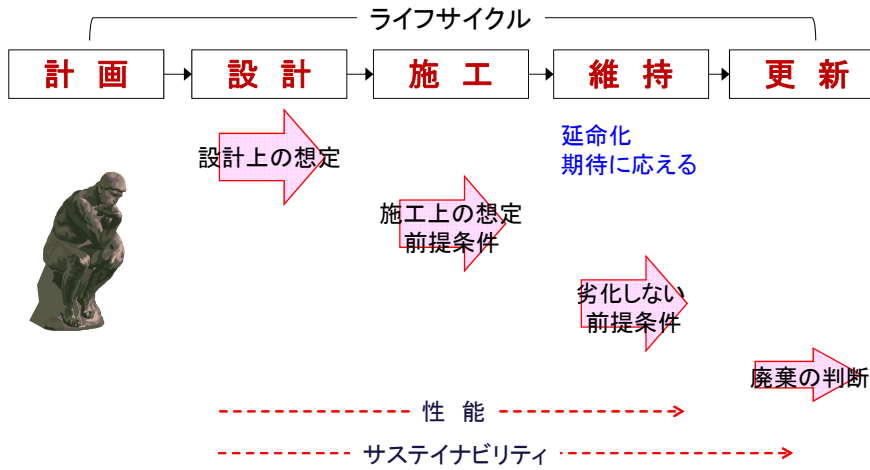 ライフサイクル
計 画
設 計
施 工
維 持
更 新
設計上の想定
延命化
期待に応える
施工上の想定
前提条件
劣化しない
前提条件
廃棄の判断
性 能
サステイナビリティ